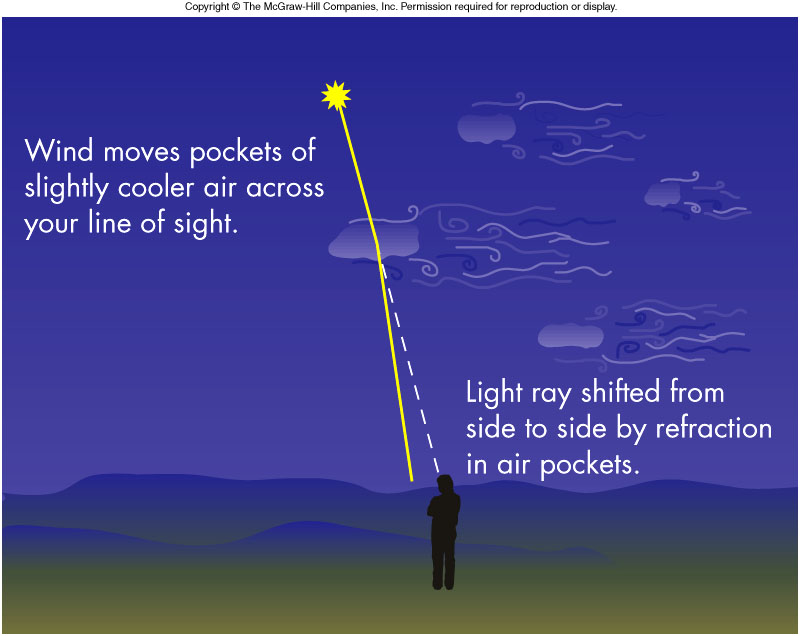 Copyright © The McGraw-Hill Companies, Inc. Permission required for reproduction or display.
Wind moves pockets of
slightly cooler air across
your line of sight.
Light ray shifted from
side to side by refraction
in air pockets.